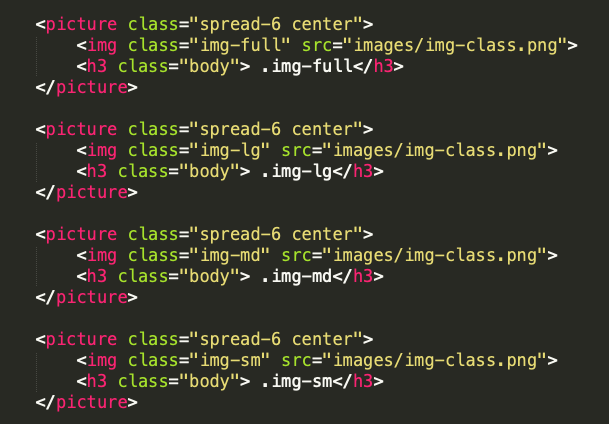 <picture class="spread-6 center">
<img class="img-full" src="images/img-class.png">
<h3 class="body"> .img-full</h3>
</picture>
<picture class="spread-6 center">
<img class="img-lg" src="images/img-class.png">
<h3 class="body"> .img-lg</h3>
</picture>
<picture class="spread-6 center">
<img class="img-md" src="images/img-class.png">
<h3 class="body"> .img-md</h3>
</picture>
<picture class="spread-6 center">
<img class="img-sm" src="images/img-class.png">
<h3 class="body"> .img-sm</h3>
</picture>